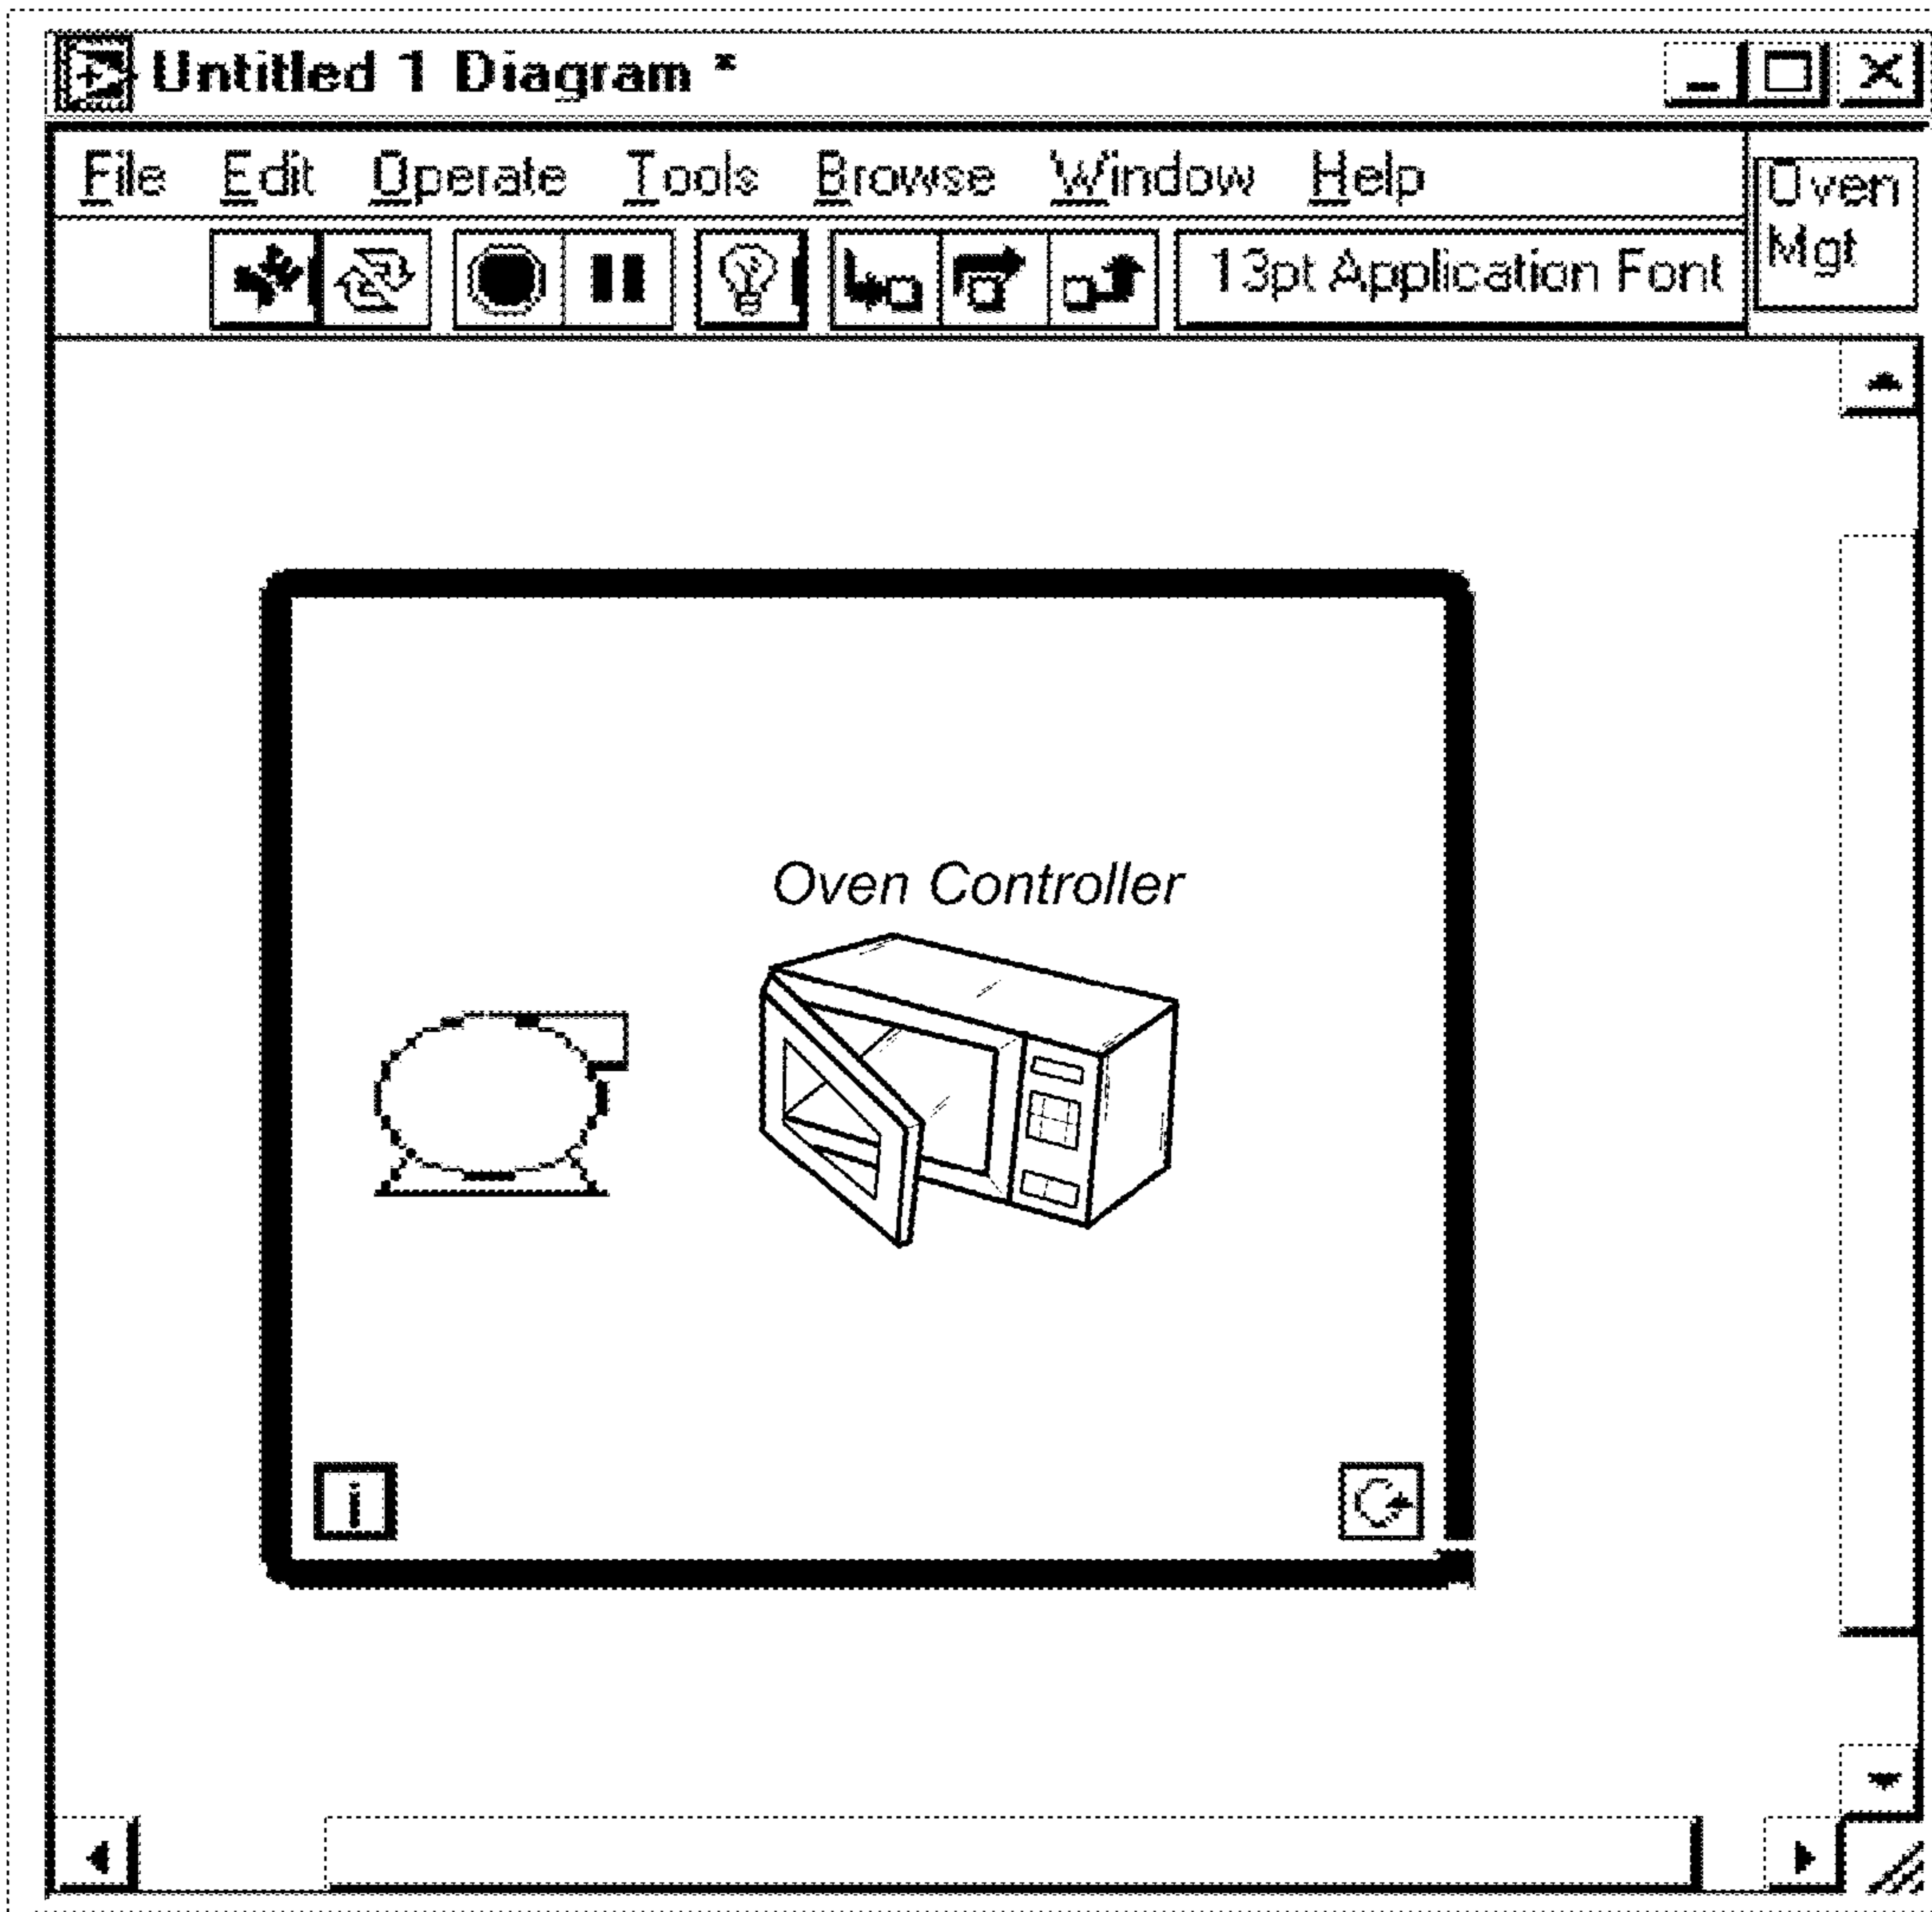 Untitled 1 Diagram *
File Edit Operate Tools Browse Window Help
Oven
Mgt
13pt Application Font
Oven Controller
i